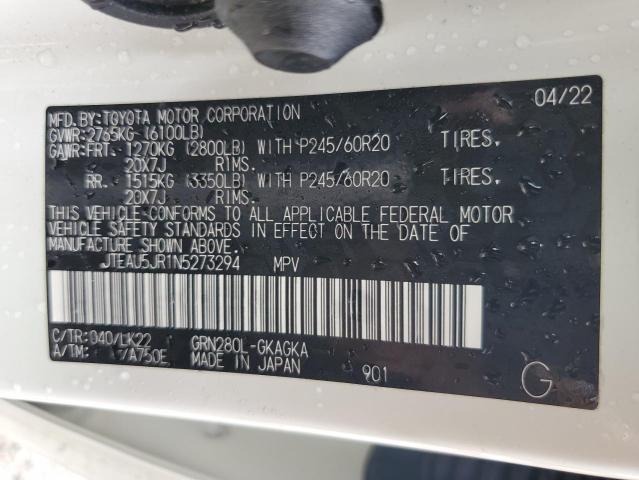 MFD.BY:TOYOTA MOTOR CORPORATION 04/22
GVWR:2765KG (6100LB)
GAWR:FRT. 1270KG (2800LB) WITH P245/60R20 TIRES.
20X7J RIMS.
RR. 1515KG (3350LB) WITH P245/60R20 TIRES.
20X7J RIMS.
THIS VEHICLE CONFORMS TO ALL APPLICABLE FEDERAL MOTOR
VEHICLE SAFETY STANDARDS IN EFFECT ON THE DATE OF
MANUFACTURE SHOWN ABOVE.
JTEAU5JR1N5273294 MPV
C/TR:040/LK22 GRN280L-GKAGKA
A/TM: /A750E MADE IN JAPAN 901 G